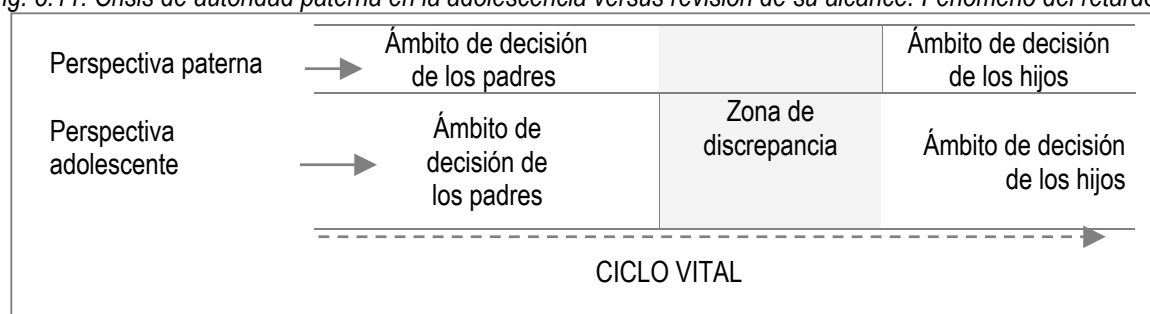 ig. 6.11. Crisis de autoridad paterna en la adolescencia versus revisión de su alcance. Fenómeno del retardo
Perspectiva paterna
Ámbito de decisión
de los padres
Ámbito de decisión
de los hijos
Perspectiva
adolescente
Ámbito de
decisión de
los padres
Zona de
discrepancia
Ámbito de decisión
de los hijos
CICLO VITAL